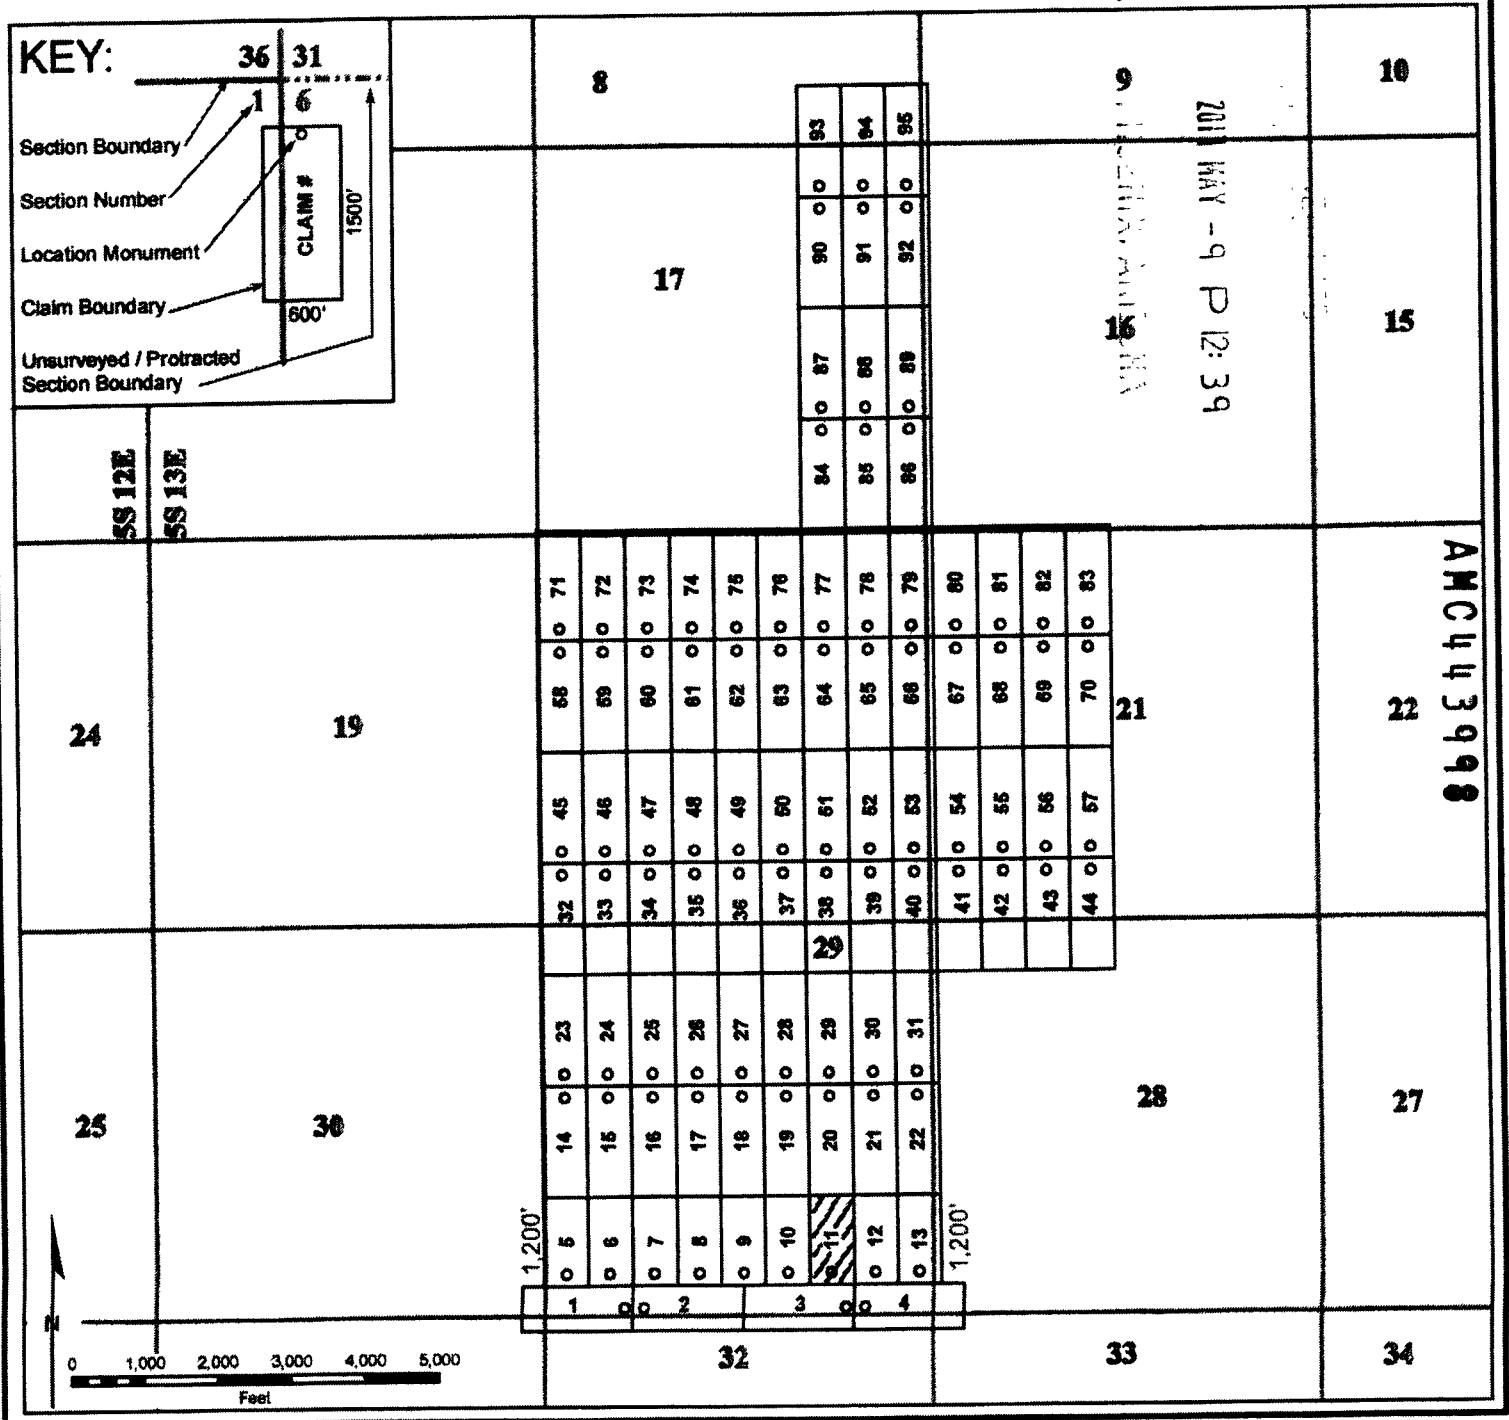 KEY:
36 31
1 6
Section Boundary
Section Number
Location Monument
Claim Boundary
Unsurveyed / Protracted
Section Boundary
CLAIM #
1500'
600'
8
9
10
93 94 95
2011 MAY -9 P 12: 39
17
90 91 92
16
15
87 88 89
84 85 86
5S 12E
5S 13E
71 72 73 74 75 76 77 78 79 80 81 82 83
AMC443998
58 59 60 61 62 63 64 65 66 67 68 69 70
24
19
21
22
45 46 47 48 49 50 51 52 53 54 55 56 57
32 33 34 35 36 37 38 39 40 41 42 43 44
29
23 24 25 26 27 28 29 30 31
25
30
28
27
14 15 16 17 18 19 20 21 22
1,200'
5 6 7 8 9 10 11 12 13
1,200'
1 2 3 4
N
32
33
34
0 1,000 2,000 3,000 4,000 5,000
Feet